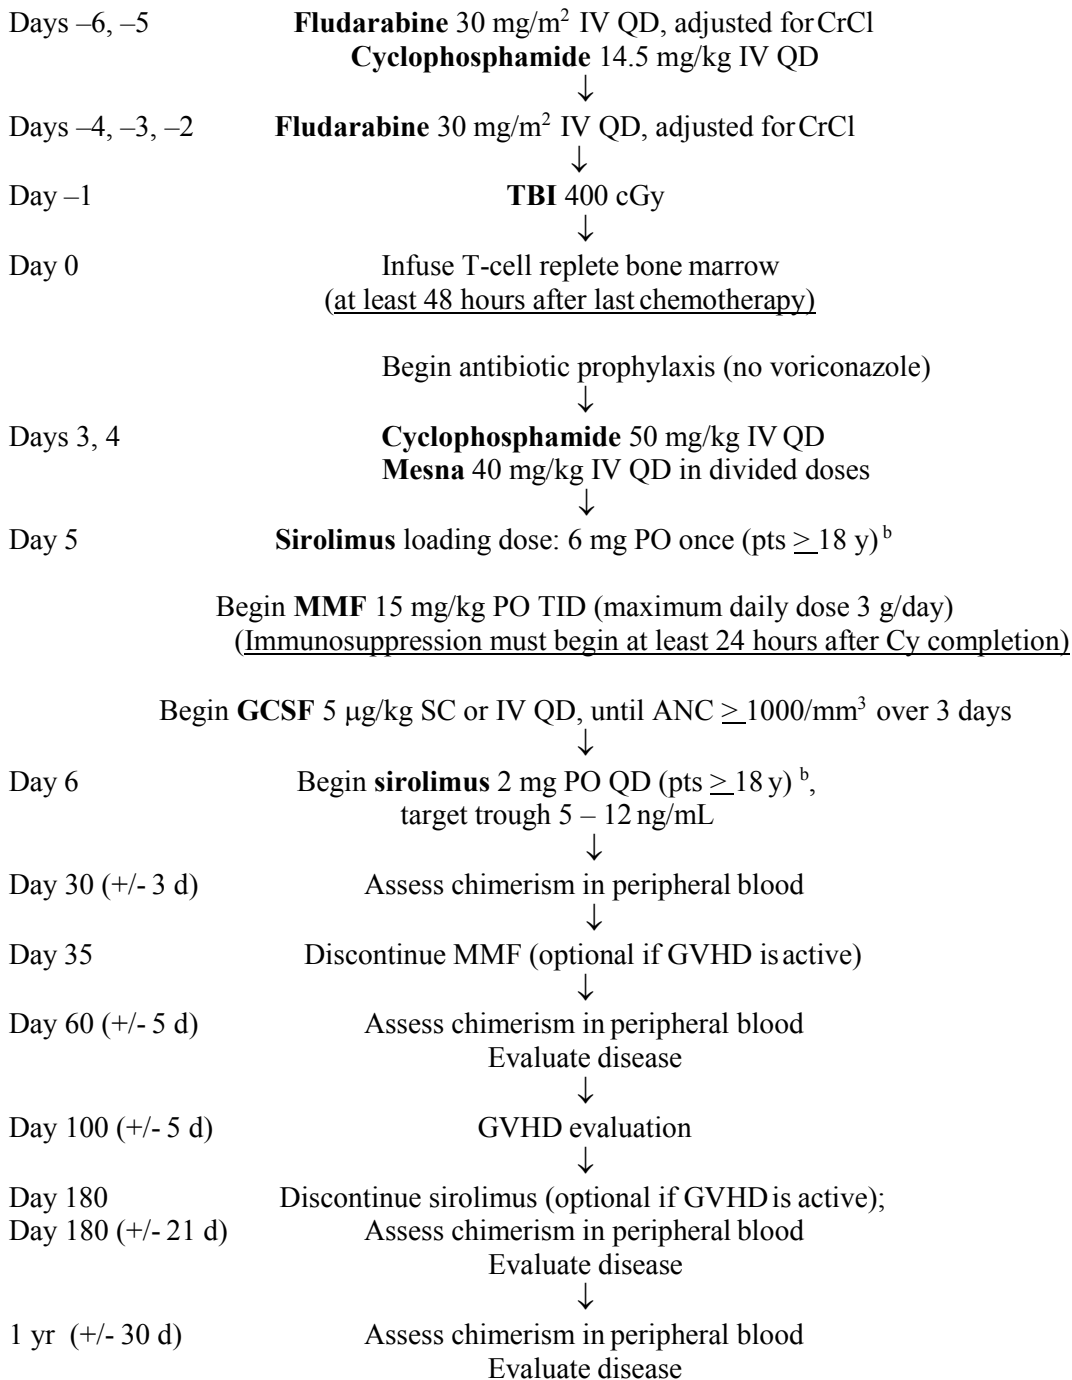 Days –6, –5 Fludarabine 30 mg/m² IV QD, adjusted for CrCl
Cyclophosphamide 14.5 mg/kg IV QD
↓
Days –4, –3, –2 Fludarabine 30 mg/m² IV QD, adjusted for CrCl
↓
Day –1 TBI 400 cGy
↓
Day 0 Infuse T-cell replete bone marrow
(at least 48 hours after last chemotherapy)
Begin antibiotic prophylaxis (no voriconazole)
↓
Days 3, 4 Cyclophosphamide 50 mg/kg IV QD
Mesna 40 mg/kg IV QD in divided doses
↓
Day 5 Sirolimus loading dose: 6 mg PO once (pts ≥ 18 y) ᵇ
Begin MMF 15 mg/kg PO TID (maximum daily dose 3 g/day)
(Immunosuppression must begin at least 24 hours after Cy completion)
Begin GCSF 5 µg/kg SC or IV QD, until ANC ≥ 1000/mm³ over 3 days
↓
Day 6 Begin sirolimus 2 mg PO QD (pts ≥ 18 y) ᵇ,
target trough 5 – 12 ng/mL
↓
Day 30 (+/- 3 d) Assess chimerism in peripheral blood
↓
Day 35 Discontinue MMF (optional if GVHD is active)
↓
Day 60 (+/- 5 d) Assess chimerism in peripheral blood
Evaluate disease
↓
Day 100 (+/- 5 d) GVHD evaluation
↓
Day 180 Discontinue sirolimus (optional if GVHD is active);
Day 180 (+/- 21 d) Assess chimerism in peripheral blood
Evaluate disease
↓
1 yr (+/- 30 d) Assess chimerism in peripheral blood
Evaluate disease